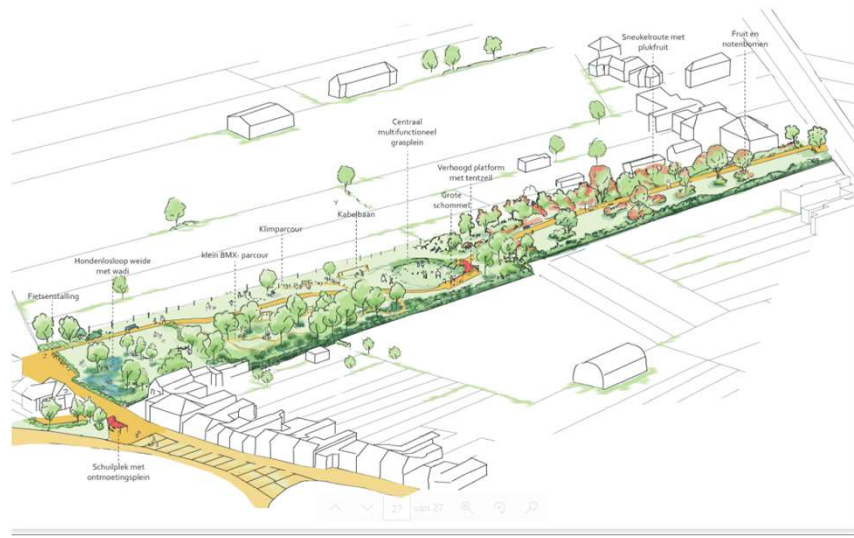 Sneukelroute met
plukfruit
Fruit en
notenbomen
Centraal
multifunctioneel
grasplein
Verhoogd platform
met tentzeil
Grote
schommel
Kabelbaan
Klimparcour
klein BMX- parcour
Hondenlosloop weide
met wadi
Fietsenstalling
Schuilplek met
ontmoetingsplein
27 van 27